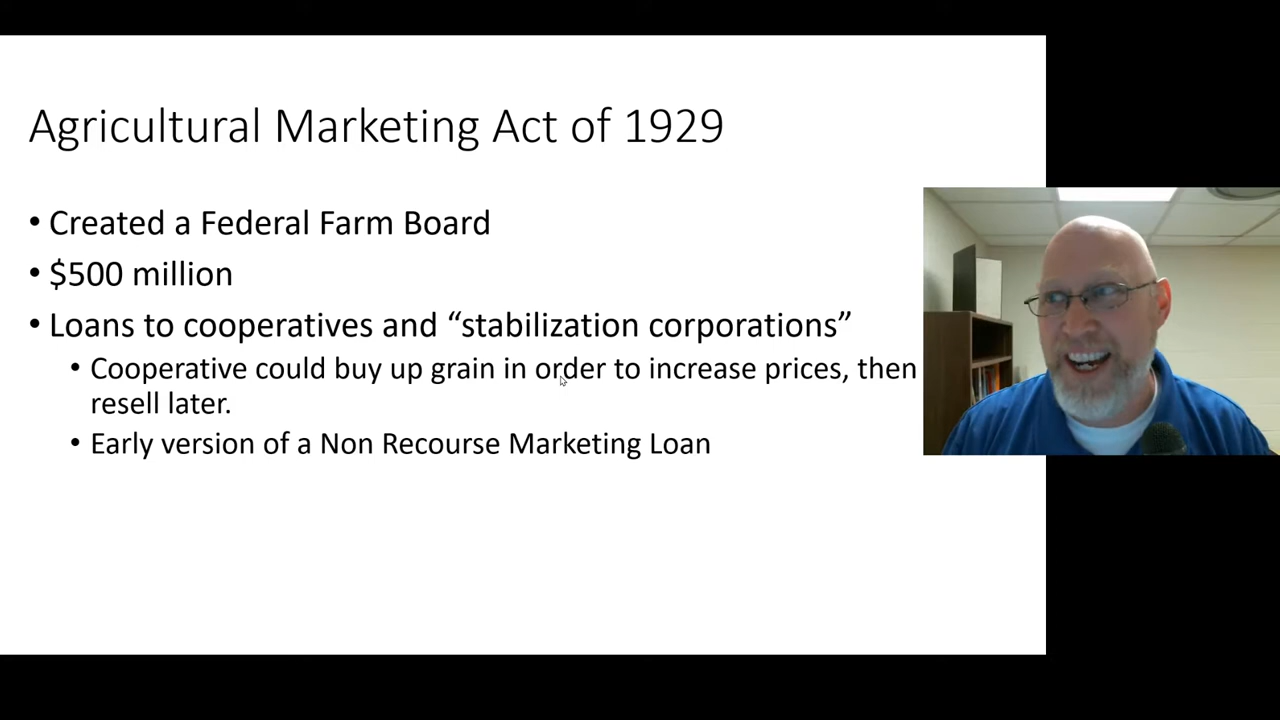 Agricultural Marketing Act of 1929
• Created a Federal Farm Board
• $500 million
• Loans to cooperatives and “stabilization corporations”
• Cooperative could buy up grain in order to increase prices, then
resell later.
• Early version of a Non Recourse Marketing Loan